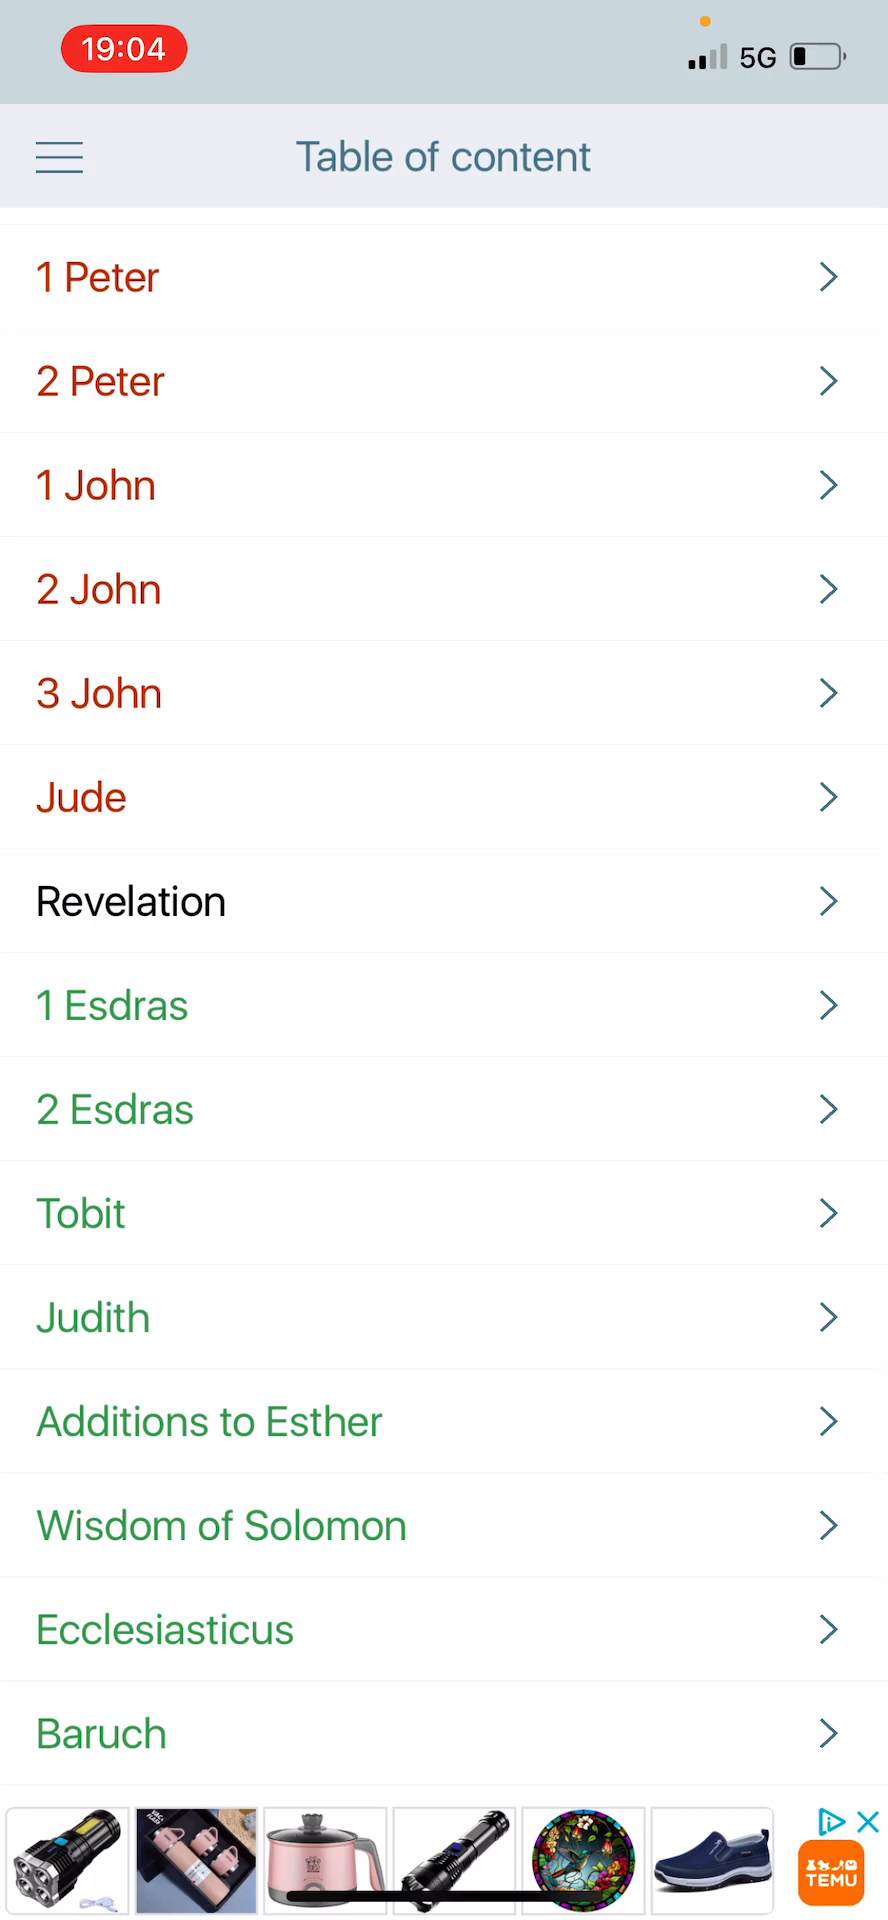 19:04
5G
Table of content
1 Peter
2 Peter
1 John
2 John
3 John
Jude
Revelation
1 Esdras
2 Esdras
Tobit
Judith
Additions to Esther
Wisdom of Solomon
Ecclesiasticus
Baruch
TEMU